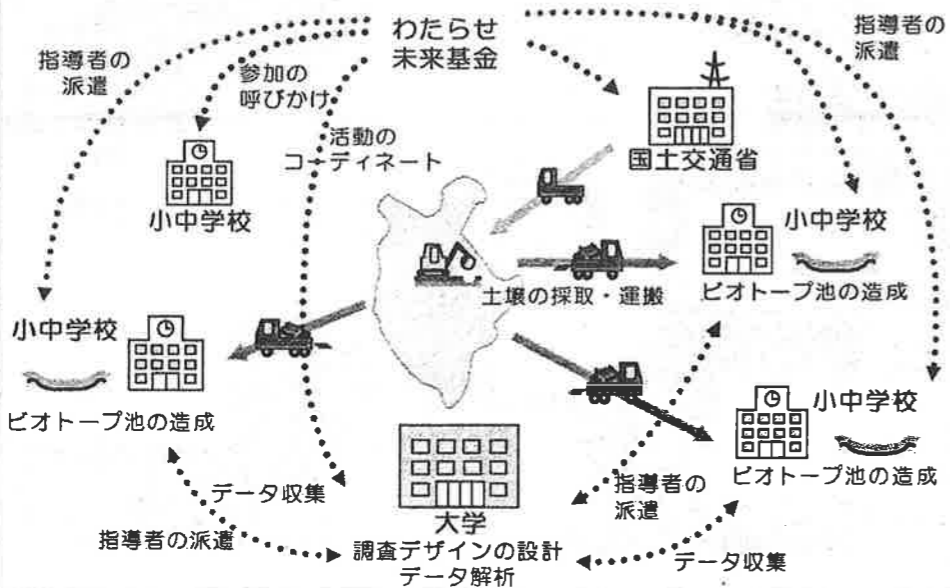 わたらせ
未来基金
指導者の
派遣
指導者の
派遣
参加の
呼びかけ
活動の
コーディネート
国土交通省
小中学校
小中学校
ビオトープ池の造成
土壌の採取・運搬
小中学校
ビオトープ池の造成
小中学校
ビオトープ池の造成
データ収集
指導者の派遣
大学
調査デザインの設計
データ解析
指導者の
派遣
データ収集